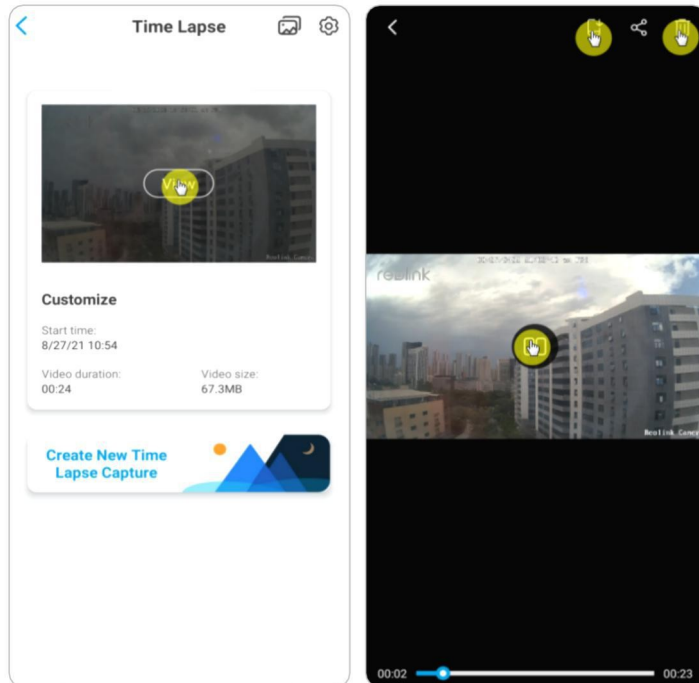 Time Lapse
View
Customize
Start time:
8/27/21 10:54
Video duration:
00:24
Video size:
67.3MB
Create New Time
Lapse Capture
reolink
Reolink
00:02
00:23